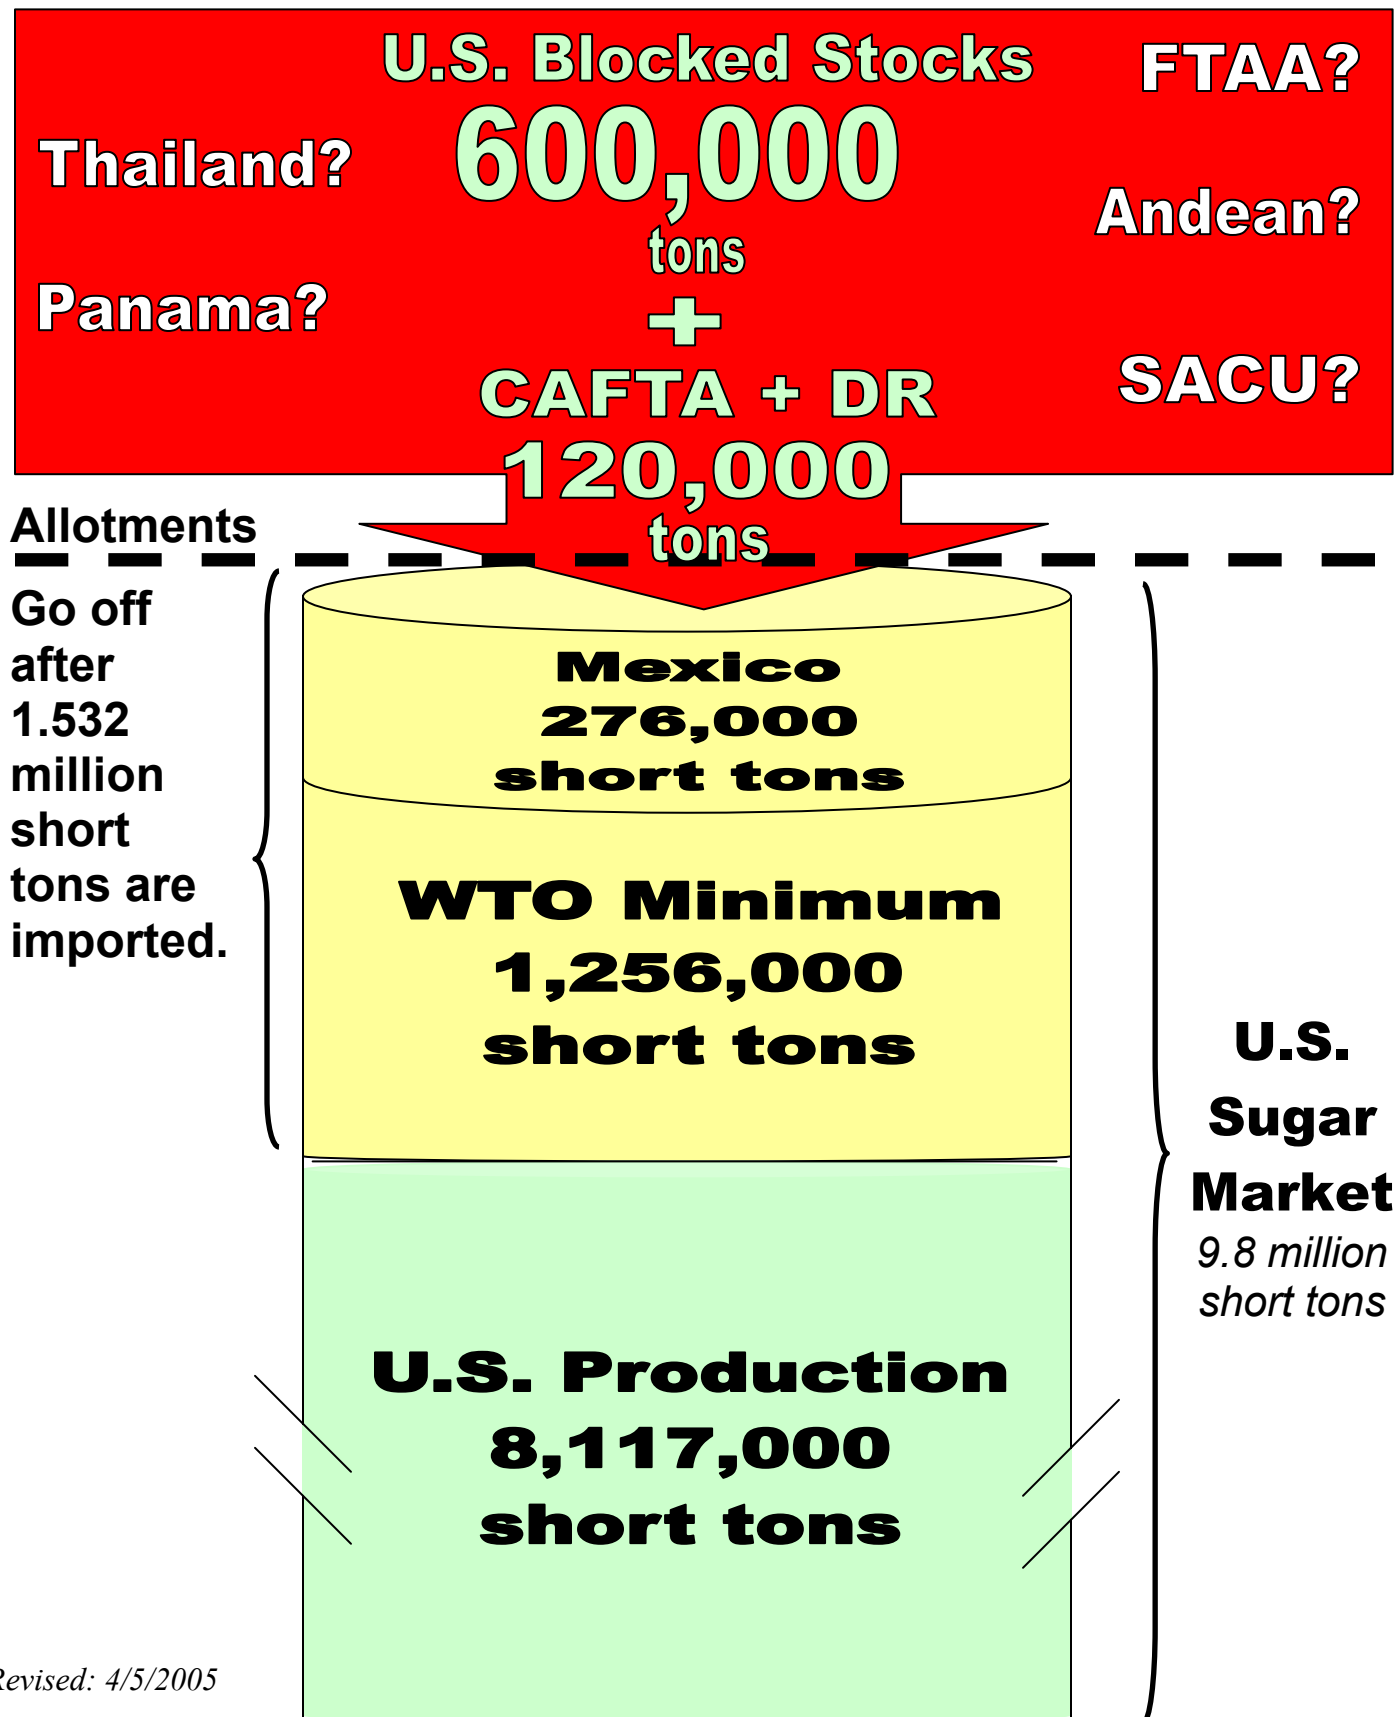 U.S. Blocked Stocks
600,000
tons
+
CAFTA + DR
120,000
tons
Thailand?
Panama?
FTAA?
Andean?
SACU?
Allotments
Go off
after
1.532
million
short
tons are
imported.
Mexico
276,000
short tons
WTO Minimum
1,256,000
short tons
U.S. Production
8,117,000
short tons
U.S.
Sugar
Market
9.8 million
short tons
Revised: 4/5/2005